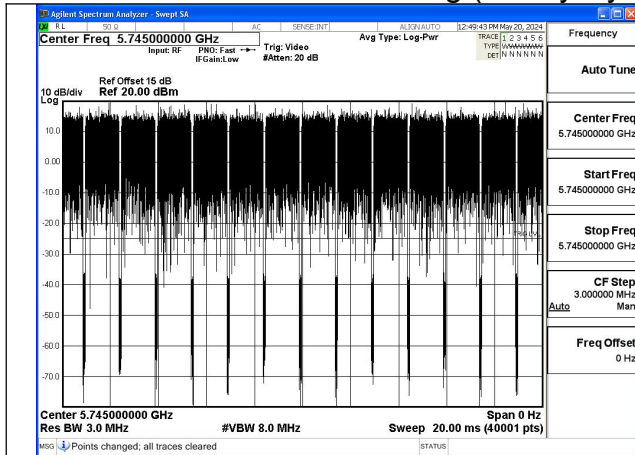 Agilent Spectrum Analyzer - Swept SA
RL 50 Ω AC SENSE:INT ALIGN AUTO 12:49:43 PM May 20, 2024
Center Freq 5.745000000 GHz
Input: RF PNO: Fast Trig: Video Avg Type: Log-Pwr TRACE 1 2 3 4 5 6
IFGain:Low #Atten: 20 dB TYPE WWWWWW
DET N N N N N N
Ref Offset 15 dB
10 dB/div Ref 20.00 dBm
Log
10.0
0.00
-10.0
-20.0
TRIG LVL
-30.0
-40.0
-50.0
-60.0
-70.0
Center 5.745000000 GHz Span 0 Hz
Res BW 3.0 MHz #VBW 8.0 MHz Sweep 20.00 ms (40001 pts)
MSG Points changed; all traces cleared STATUS
Frequency
Auto Tune
Center Freq
5.745000000 GHz
Start Freq
5.745000000 GHz
Stop Freq
5.745000000 GHz
CF Step
3.000000 MHz
Auto Man
Freq Offset
0 Hz